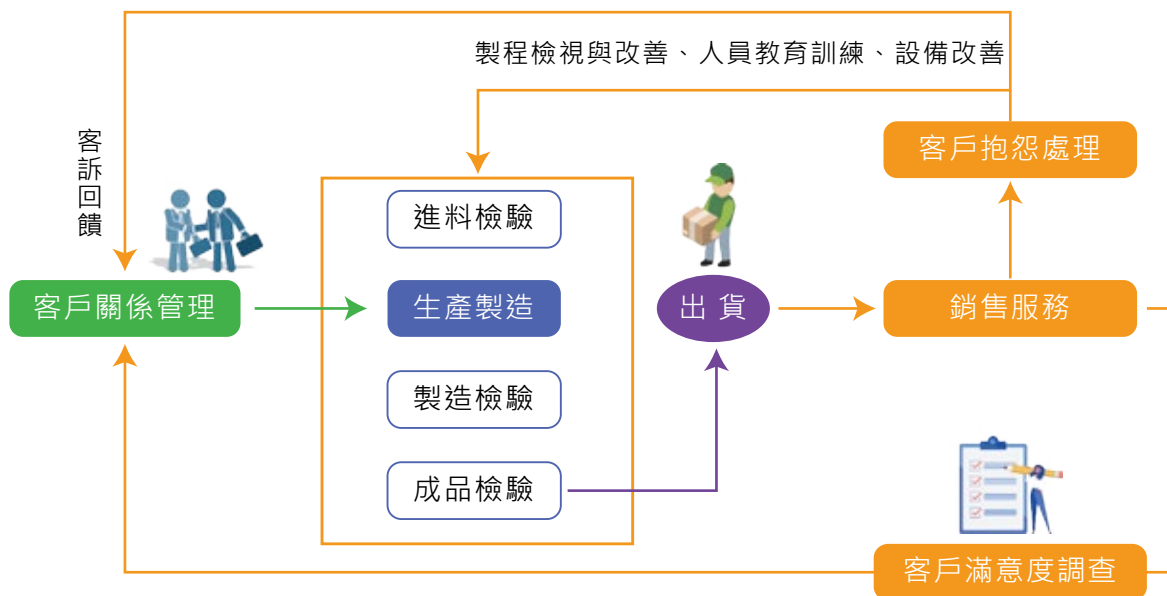 製程檢視與改善、人員教育訓練、設備改善
客訴回饋
客戶抱怨處理
進料檢驗
客戶關係管理
生產製造
出貨
銷售服務
製造檢驗
成品檢驗
客戶滿意度調查